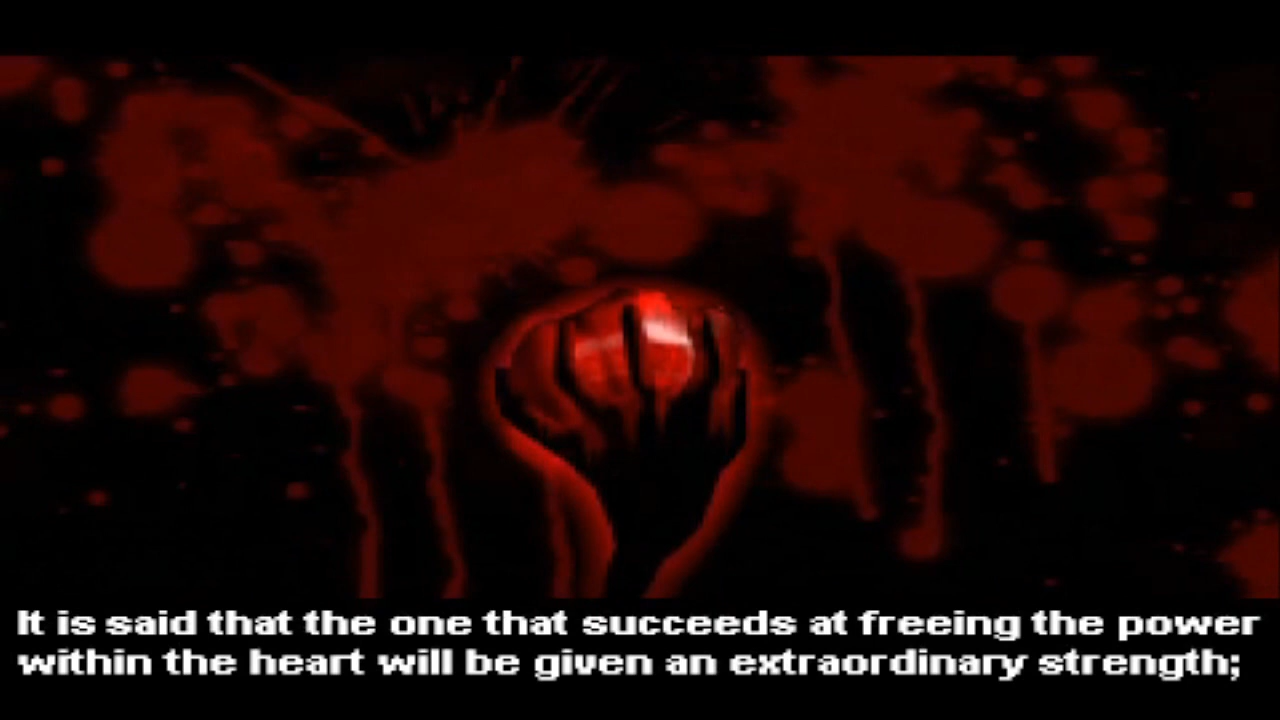 It is said that the one that succeeds at freeing the power
within the heart will be given an extraordinary strength;